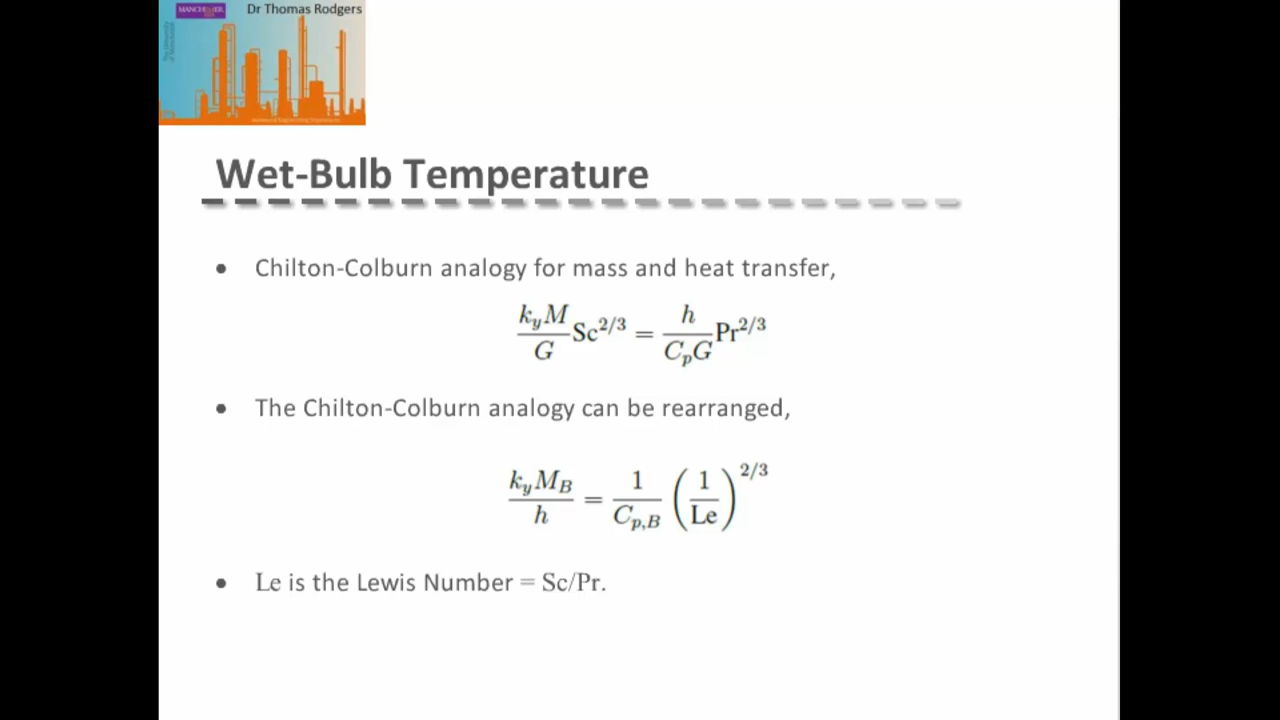 MANCHESTER
Dr Thomas Rodgers
Wet-Bulb Temperature
• Chilton-Colburn analogy for mass and heat transfer,
k_y M / G Sc^{2/3} = h / C_p G Pr^{2/3}
• The Chilton-Colburn analogy can be rearranged,
k_y M_B / h = 1 / C_{p,B} (1 / Le)^{2/3}
• Le is the Lewis Number = Sc/Pr.